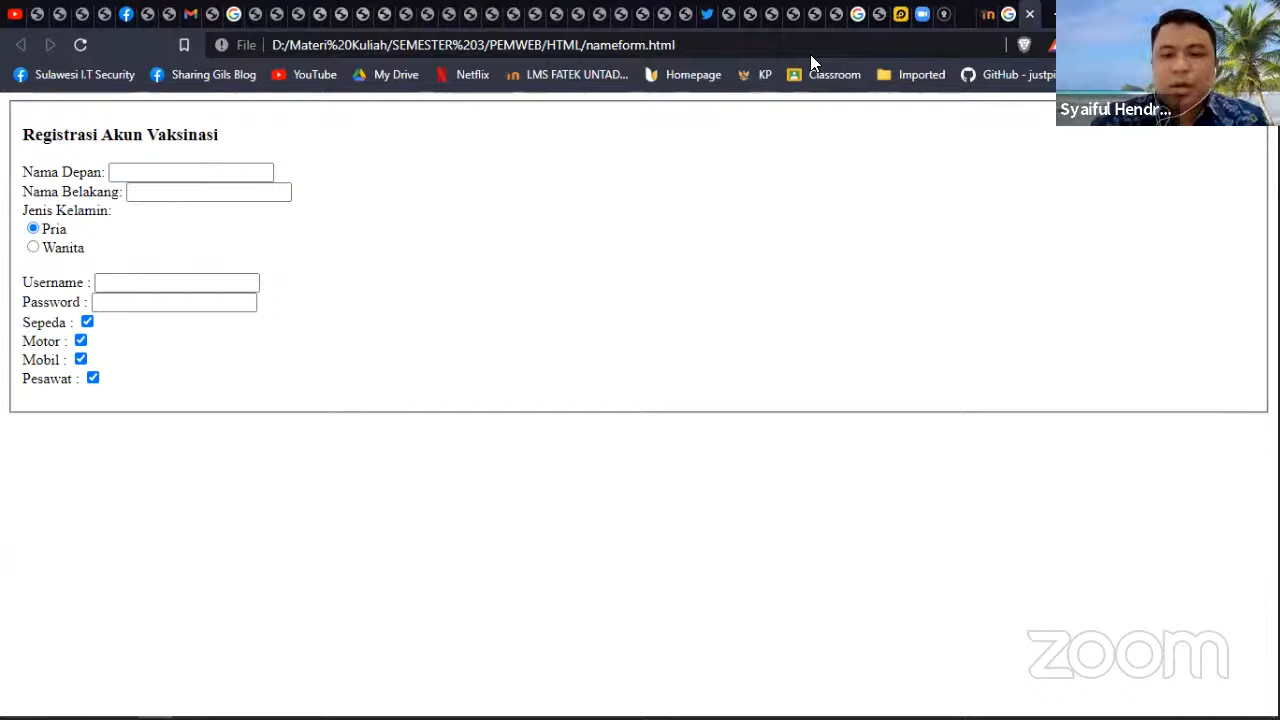 File D:/Materi%20Kuliah/SEMESTER%203/PEMWEB/HTML/nameform.html
Sulawesi I.T Security Sharing Gils Blog YouTube My Drive Netflix LMS FATEK UNTAD... Homepage KP Classroom Imported GitHub - justpi
Syaiful Hendr...
Registrasi Akun Vaksinasi
Nama Depan:
Nama Belakang:
Jenis Kelamin:
Pria
Wanita
Username :
Password :
Sepeda :
Motor :
Mobil :
Pesawat :
zoom